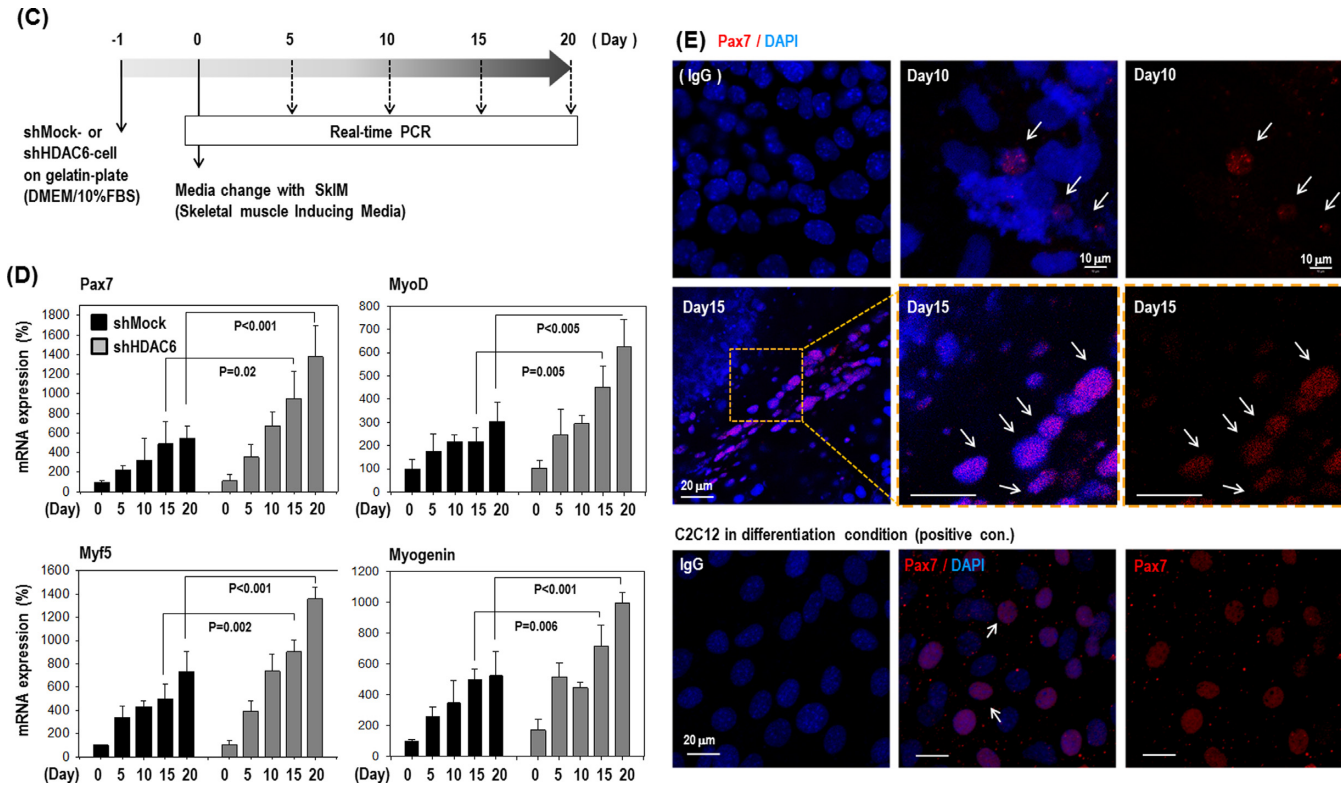 (C)
-1 0 5 10 15 20 ( Day )
Real-time PCR
shMock- or
shHDAC6-cell
on gelatin-plate
(DMEM/10%FBS)
Media change with SkIM
(Skeletal muscle Inducing Media)
(D)
Pax7
mRNA expression (%)
1800
1600
1400
1200
1000
800
600
400
200
0
shMock
shHDAC6
P<0.001
P=0.02
0 5 10 15 20 0 5 10 15 20
(Day)
MyoD
800
700
600
500
400
300
200
100
0
P<0.005
P=0.005
0 5 10 15 20 0 5 10 15 20
(Day)
Myf5
mRNA expression (%)
1600
1400
1200
1000
800
600
400
200
0
P<0.001
P=0.002
0 5 10 15 20 0 5 10 15 20
(Day)
Myogenin
1200
1000
800
600
400
200
0
P<0.001
P=0.006
0 5 10 15 20 0 5 10 15 20
(Day)
(E) Pax7 / DAPI
( IgG )
Day10
10 μm
Day10
10 μm
Day15
20 μm
Day15
Day15
C2C12 in differentiation condition (positive con.)
IgG
20 μm
Pax7 / DAPI
Pax7